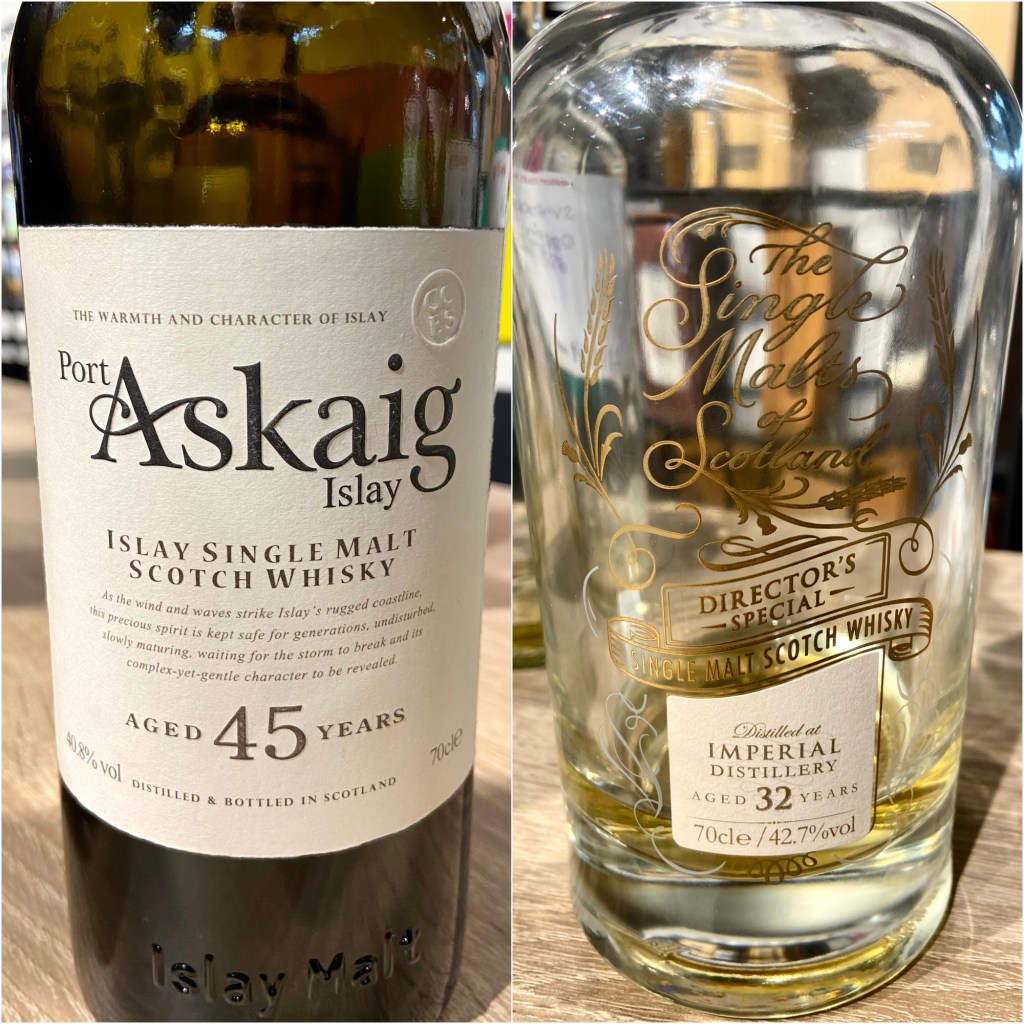 THE WARMTH AND CHARACTER OF ISLAY
CC
ES
Port
Askaig
Islay
ISLAY SINGLE MALT
SCOTCH WHISKY
As the wind and waves strike Islay's rugged coastline,
this precious spirit is kept safe for generations, undisturbed,
slowly maturing, waiting for the storm to break and its
complex-yet-gentle character to be revealed.
AGED 45 YEARS
40.8% vol
70cle
DISTILLED & BOTTLED IN SCOTLAND
Islay Malt
The
Single
Malts
of
Scotland
DIRECTOR'S
SPECIAL
SINGLE MALT SCOTCH WHISKY
Distilled at
IMPERIAL
DISTILLERY
AGED 32 YEARS
70cle / 42.7%vol